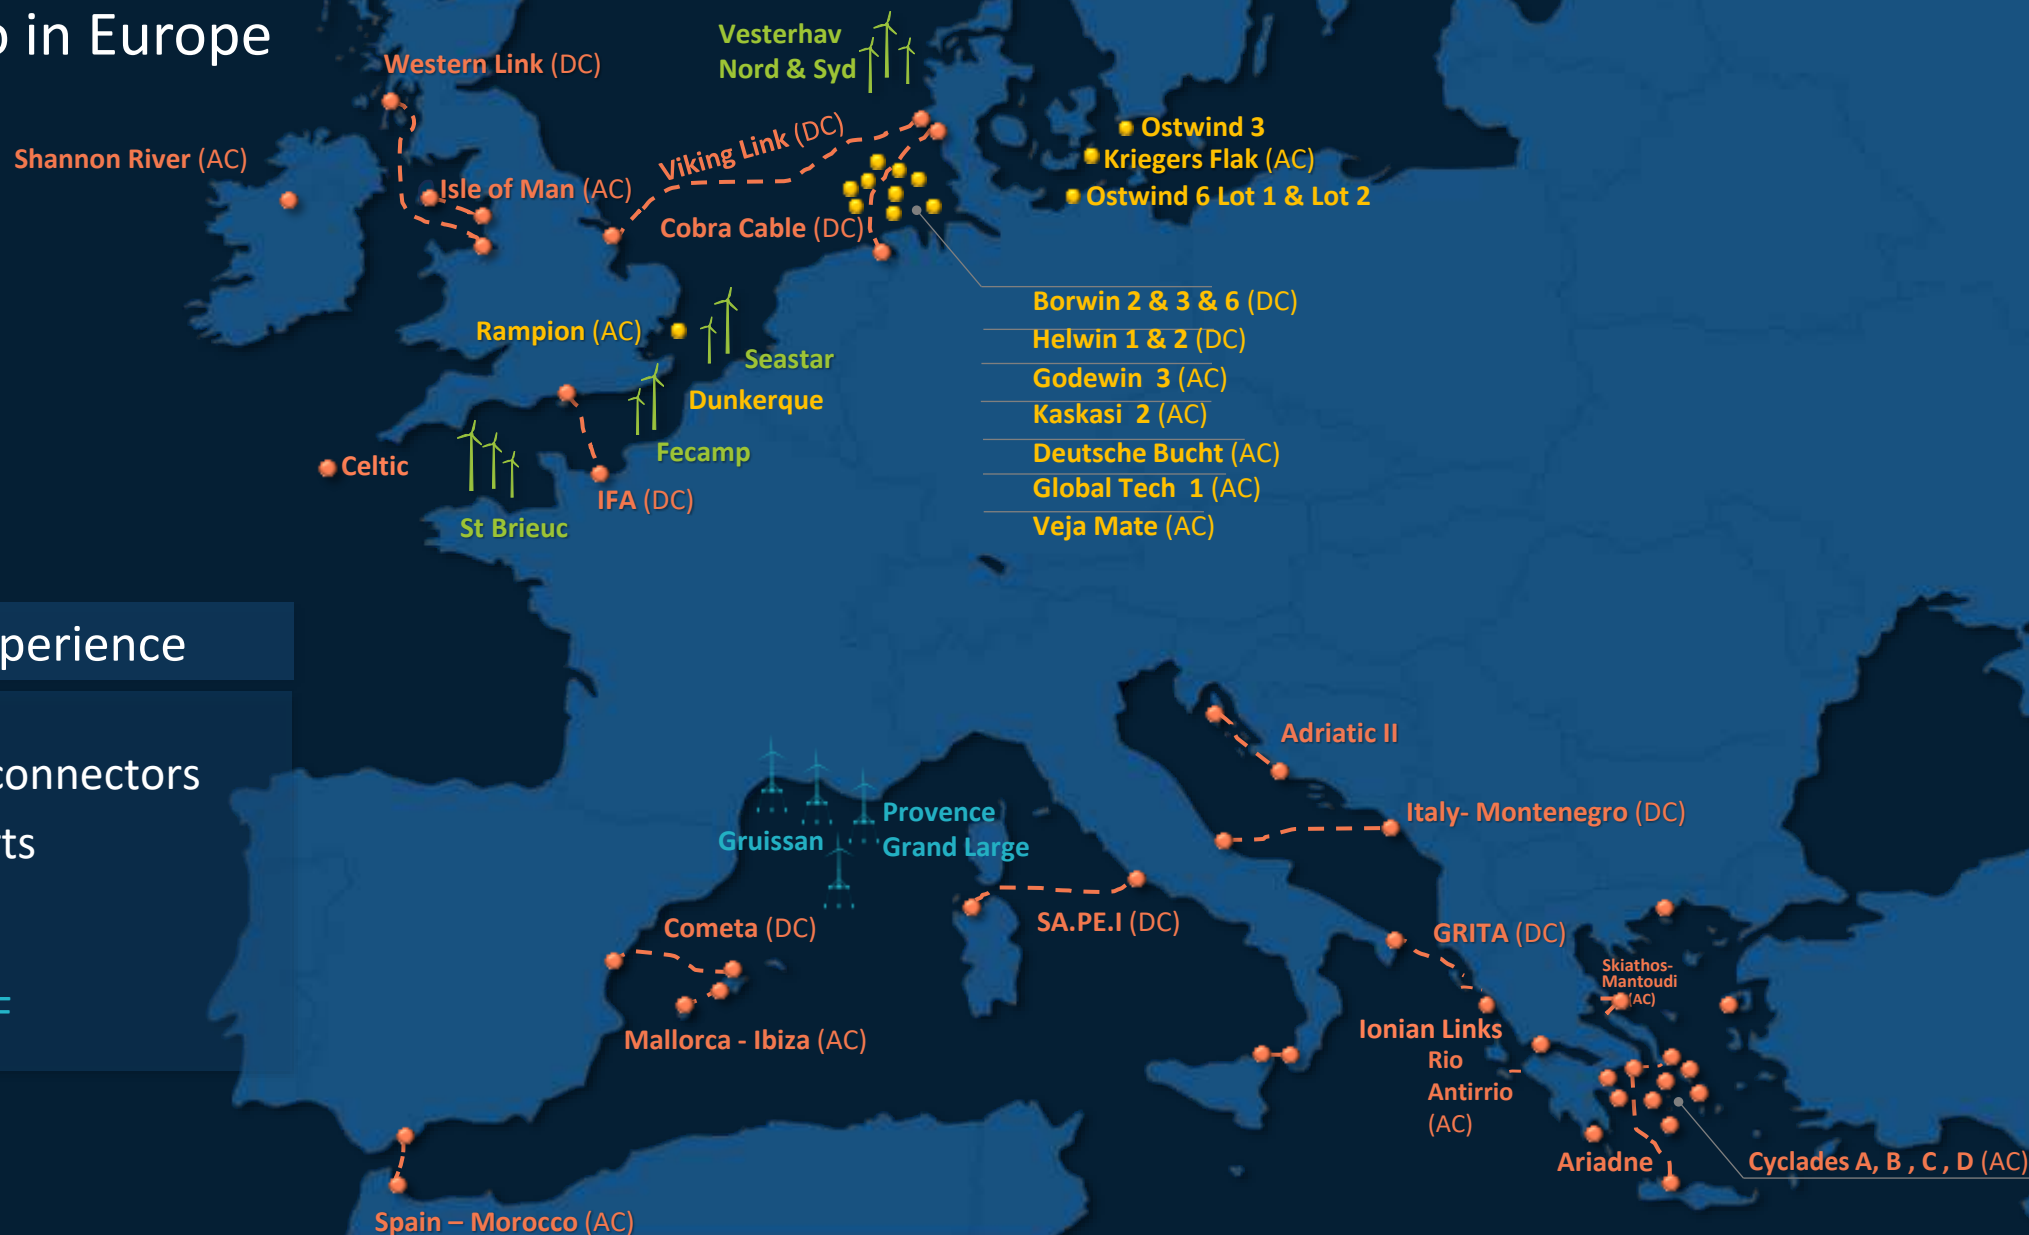 o in Europe
Western Link (DC)
Vesterhav
Nord & Syd
Shannon River (AC)
Isle of Man (AC)
Viking Link (DC)
Cobra Cable (DC)
Ostwind 3
Kriegers Flak (AC)
Ostwind 6 Lot 1 & Lot 2
Borwin 2 & 3 & 6 (DC)
Helwin 1 & 2 (DC)
Godewin 3 (AC)
Kaskasi 2 (AC)
Deutsche Bucht (AC)
Global Tech 1 (AC)
Veja Mate (AC)
Rampion (AC)
Seastar
Dunkerque
Fecamp
Celtic
IFA (DC)
St Brieuc
perience
connectors
ts
Adriatic II
Italy- Montenegro (DC)
Provence
Grand Large
Gruissan
Cometa (DC)
SA.PE.I (DC)
GRITA (DC)
Skiathos-
Mantoudi
(AC)
Mallorca - Ibiza (AC)
Ionian Links
Rio
Antirrio
(AC)
Ariadne
Cyclades A, B , C , D (AC)
Spain – Morocco (AC)